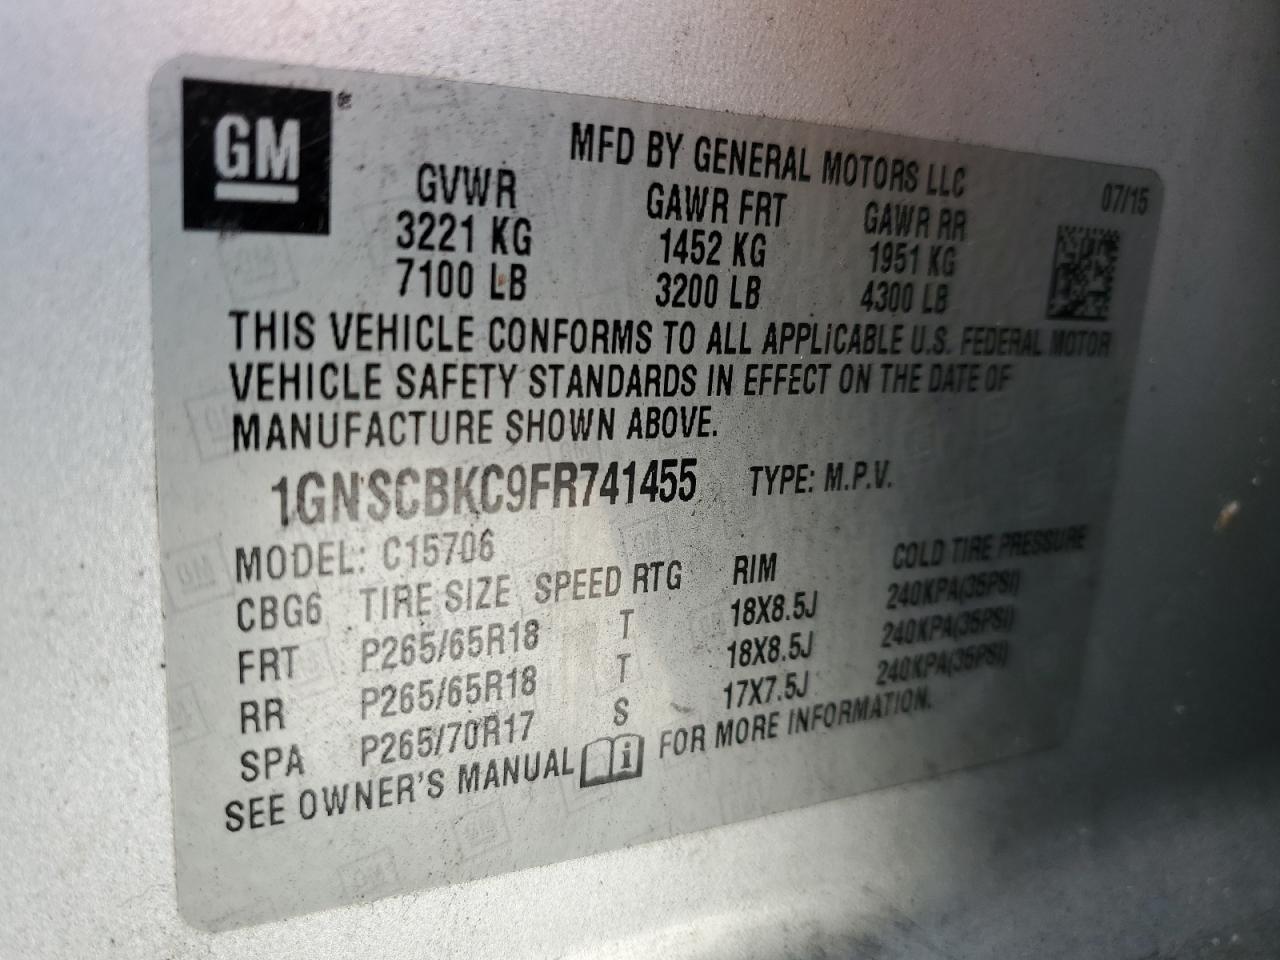 GM
MFD BY GENERAL MOTORS LLC
07/15
GVWR GAWR FRT GAWR RR
3221 KG 1452 KG 1951 KG
7100 LB 3200 LB 4300 LB
THIS VEHICLE CONFORMS TO ALL APPLICABLE U.S. FEDERAL MOTOR
VEHICLE SAFETY STANDARDS IN EFFECT ON THE DATE OF
MANUFACTURE SHOWN ABOVE.
1GNSCBKC9FR741455 TYPE: M.P.V.
MODEL: C15706
CBG6 TIRE SIZE SPEED RTG RIM COLD TIRE PRESSURE
FRT P265/65R18 T 18X8.5J 240KPA(35PSI)
RR P265/65R18 T 18X8.5J 240KPA(35PSI)
SPA P265/70R17 S 17X7.5J 240KPA(35PSI)
SEE OWNER'S MANUAL FOR MORE INFORMATION.